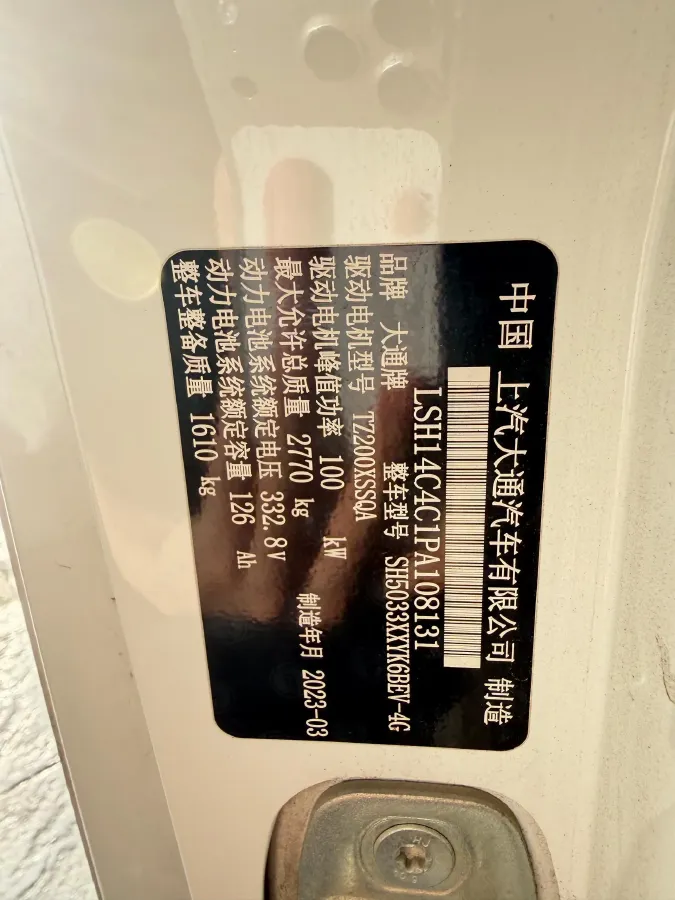 中国 上汽大通汽车有限公司 制造
LSH14C4C1PA108131
品牌 大通牌 整车型号 SH5033XXYK6BEV-4G
驱动电机型号 TZ200XSSQA
驱动电机峰值功率 100 kW
最大允许总质量 2770 kg 制造年月 2023-03
动力电池系统额定电压 332.8V
动力电池系统额定容量 126 Ah
整车整备质量 1610 kg